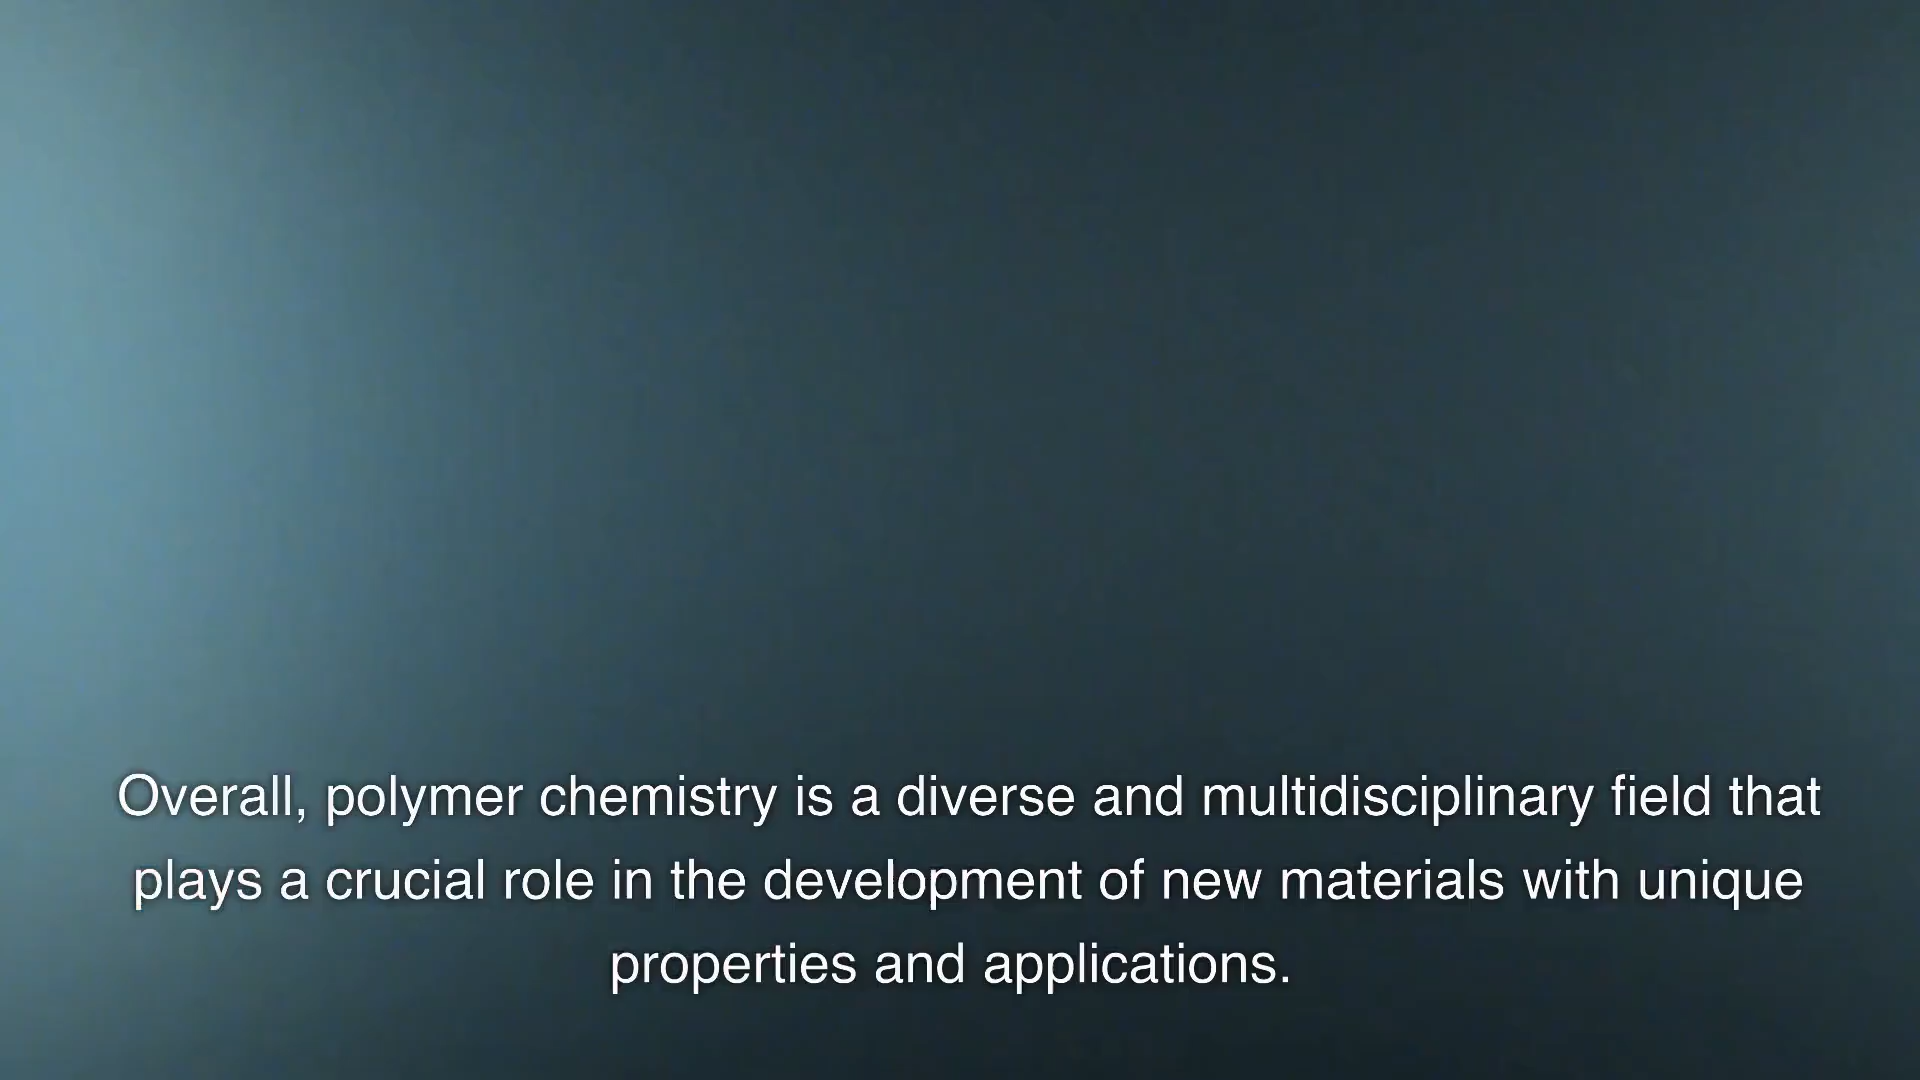 Overall, polymer chemistry is a diverse and multidisciplinary field that
plays a crucial role in the development of new materials with unique
properties and applications.